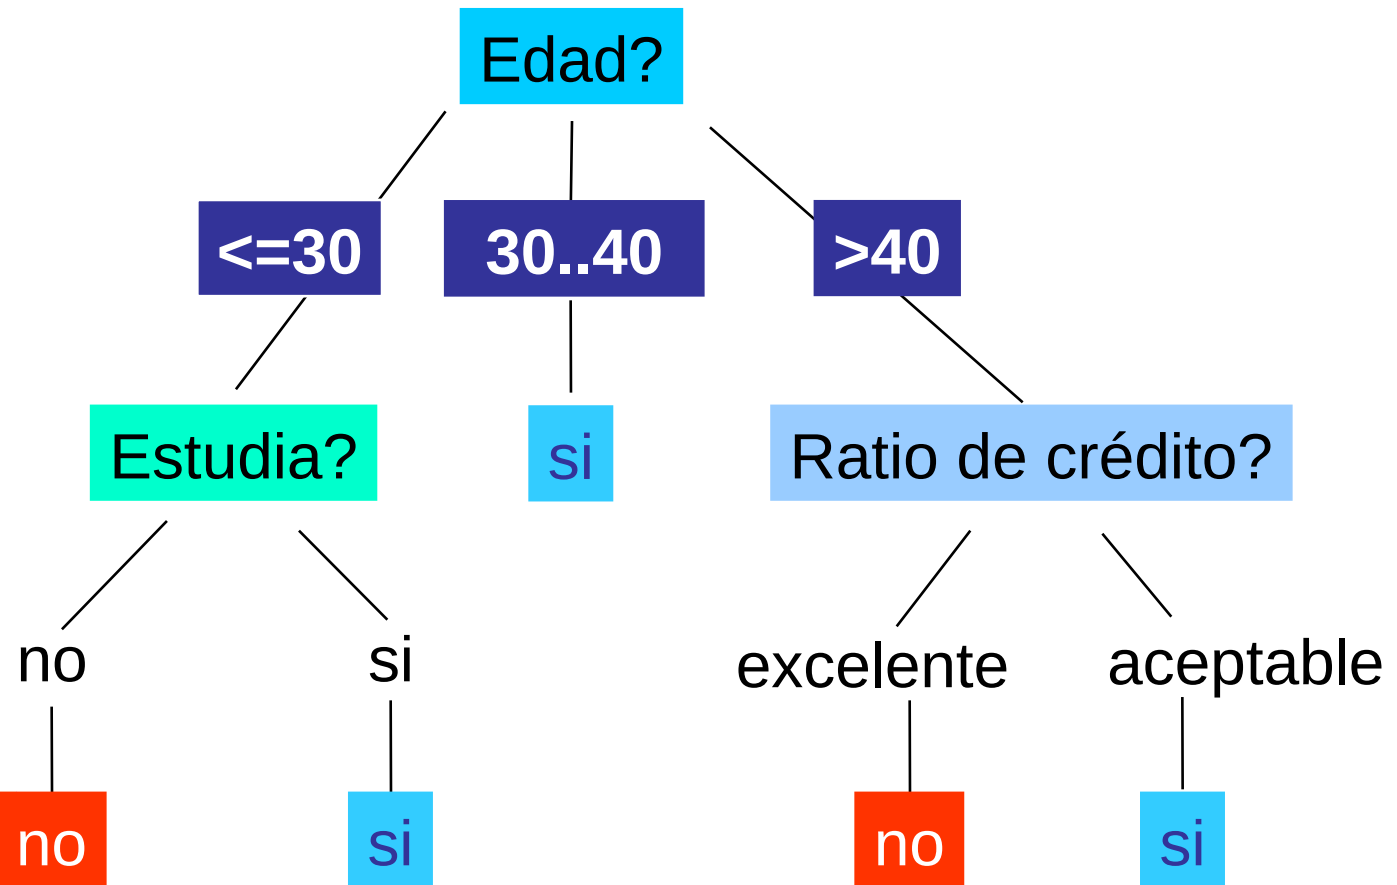 Edad?
<=30
30..40
>40
Estudia?
si
Ratio de crédito?
no
si
excelente
aceptable
no
si
no
si